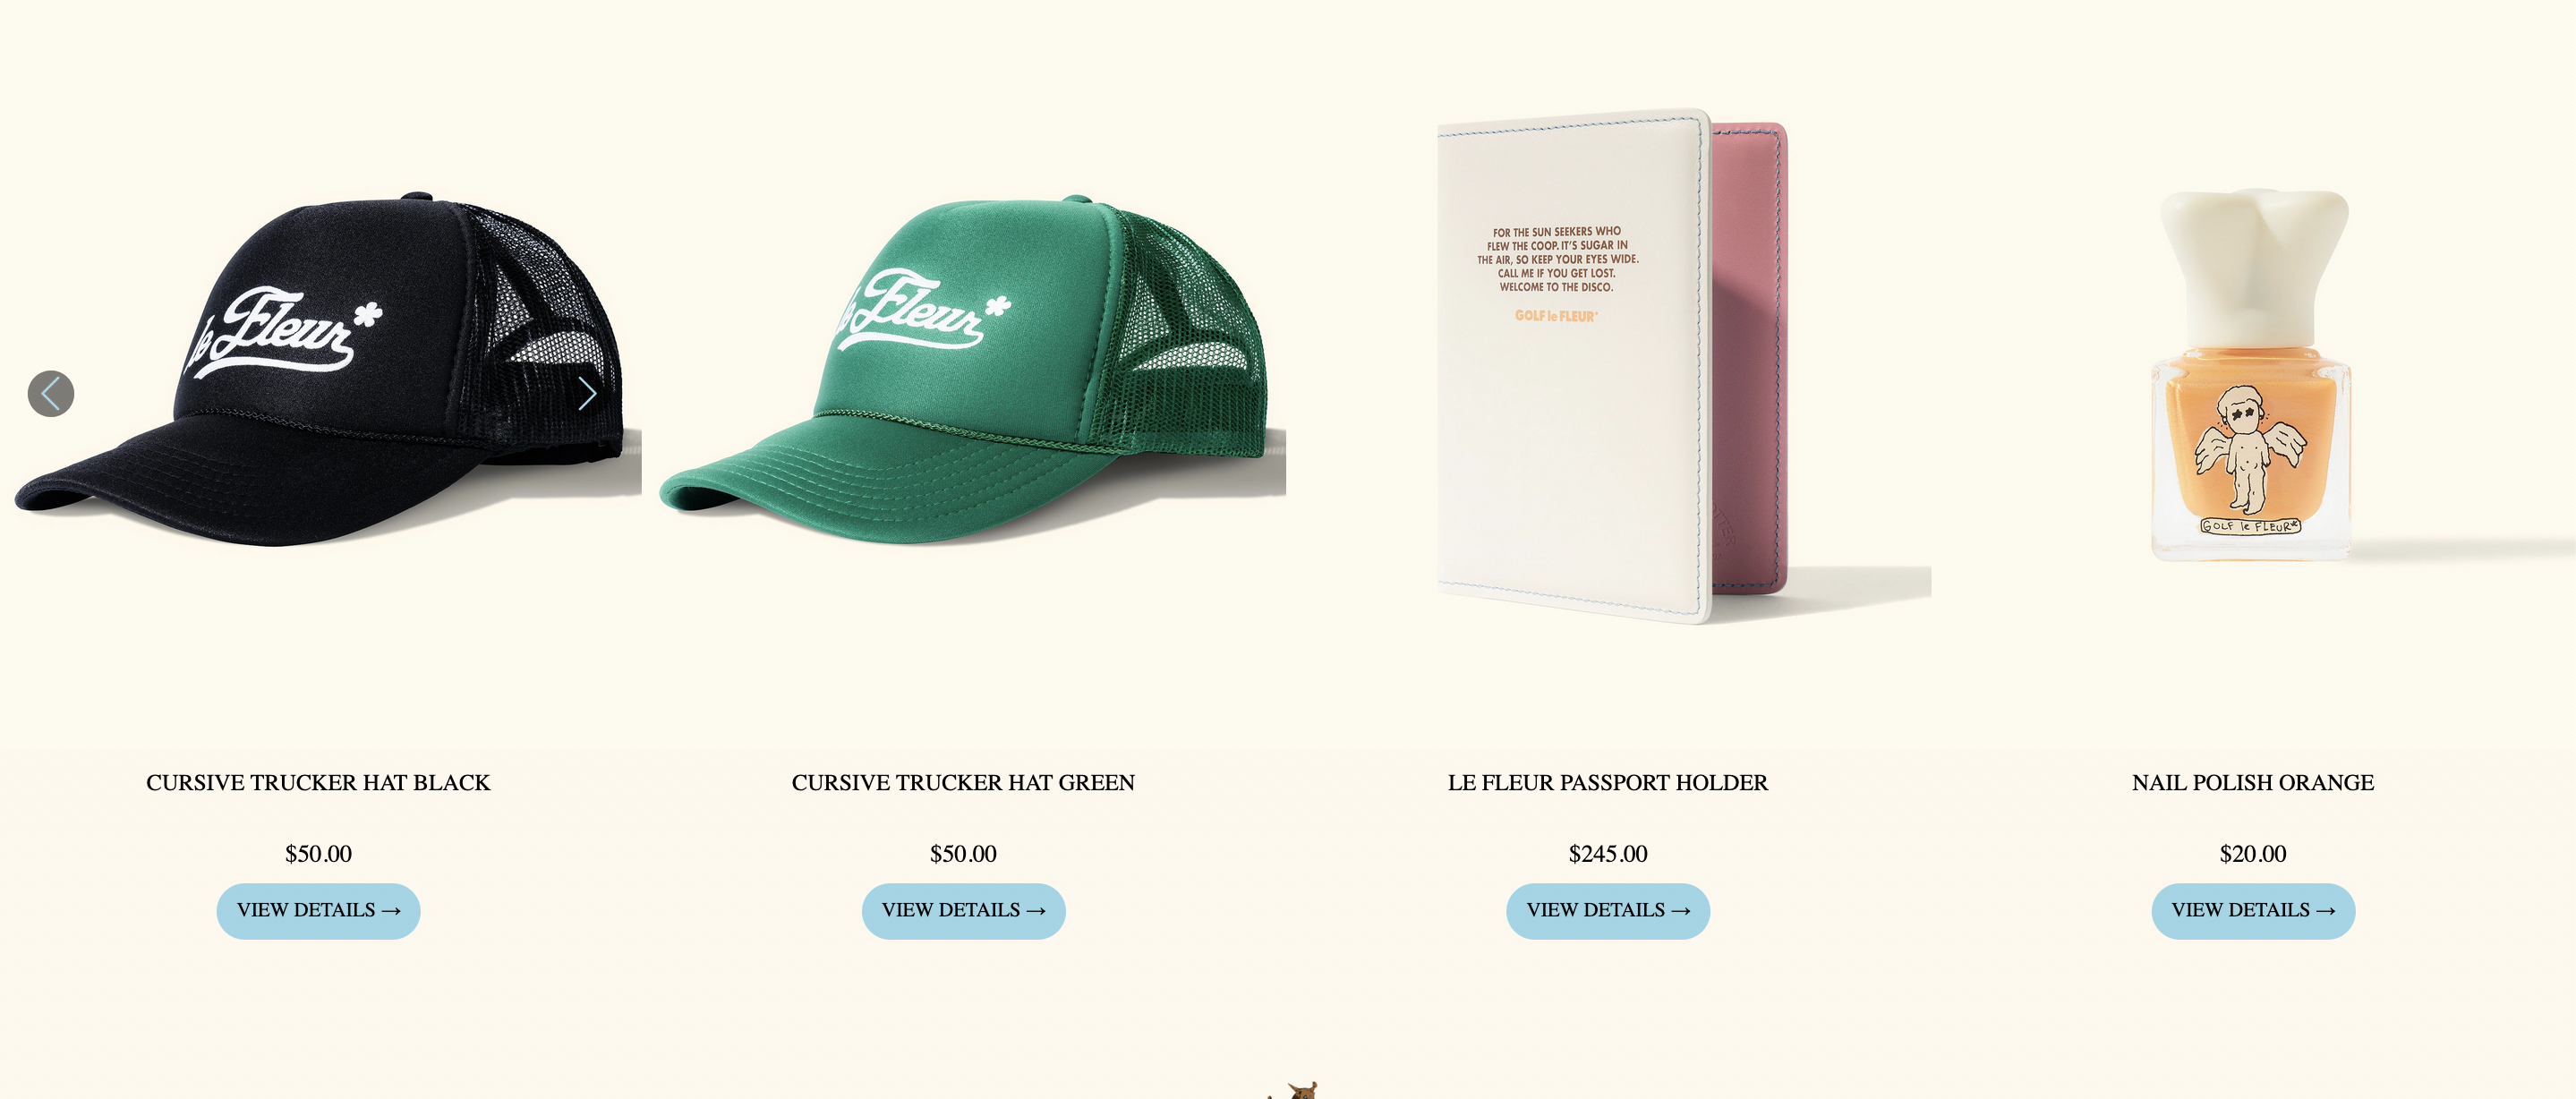 le Fleur*
le Fleur*
FOR THE SUN SEEKERS WHO
FLEW THE COOP. IT'S SUGAR IN
THE AIR, SO KEEP YOUR EYES WIDE.
CALL ME IF YOU GET LOST.
WELCOME TO THE DISCO.
GOLF le FLEUR*
GOLF le FLEUR*
CURSIVE TRUCKER HAT BLACK
$50.00
VIEW DETAILS →
CURSIVE TRUCKER HAT GREEN
$50.00
VIEW DETAILS →
LE FLEUR PASSPORT HOLDER
$245.00
VIEW DETAILS →
NAIL POLISH ORANGE
$20.00
VIEW DETAILS →